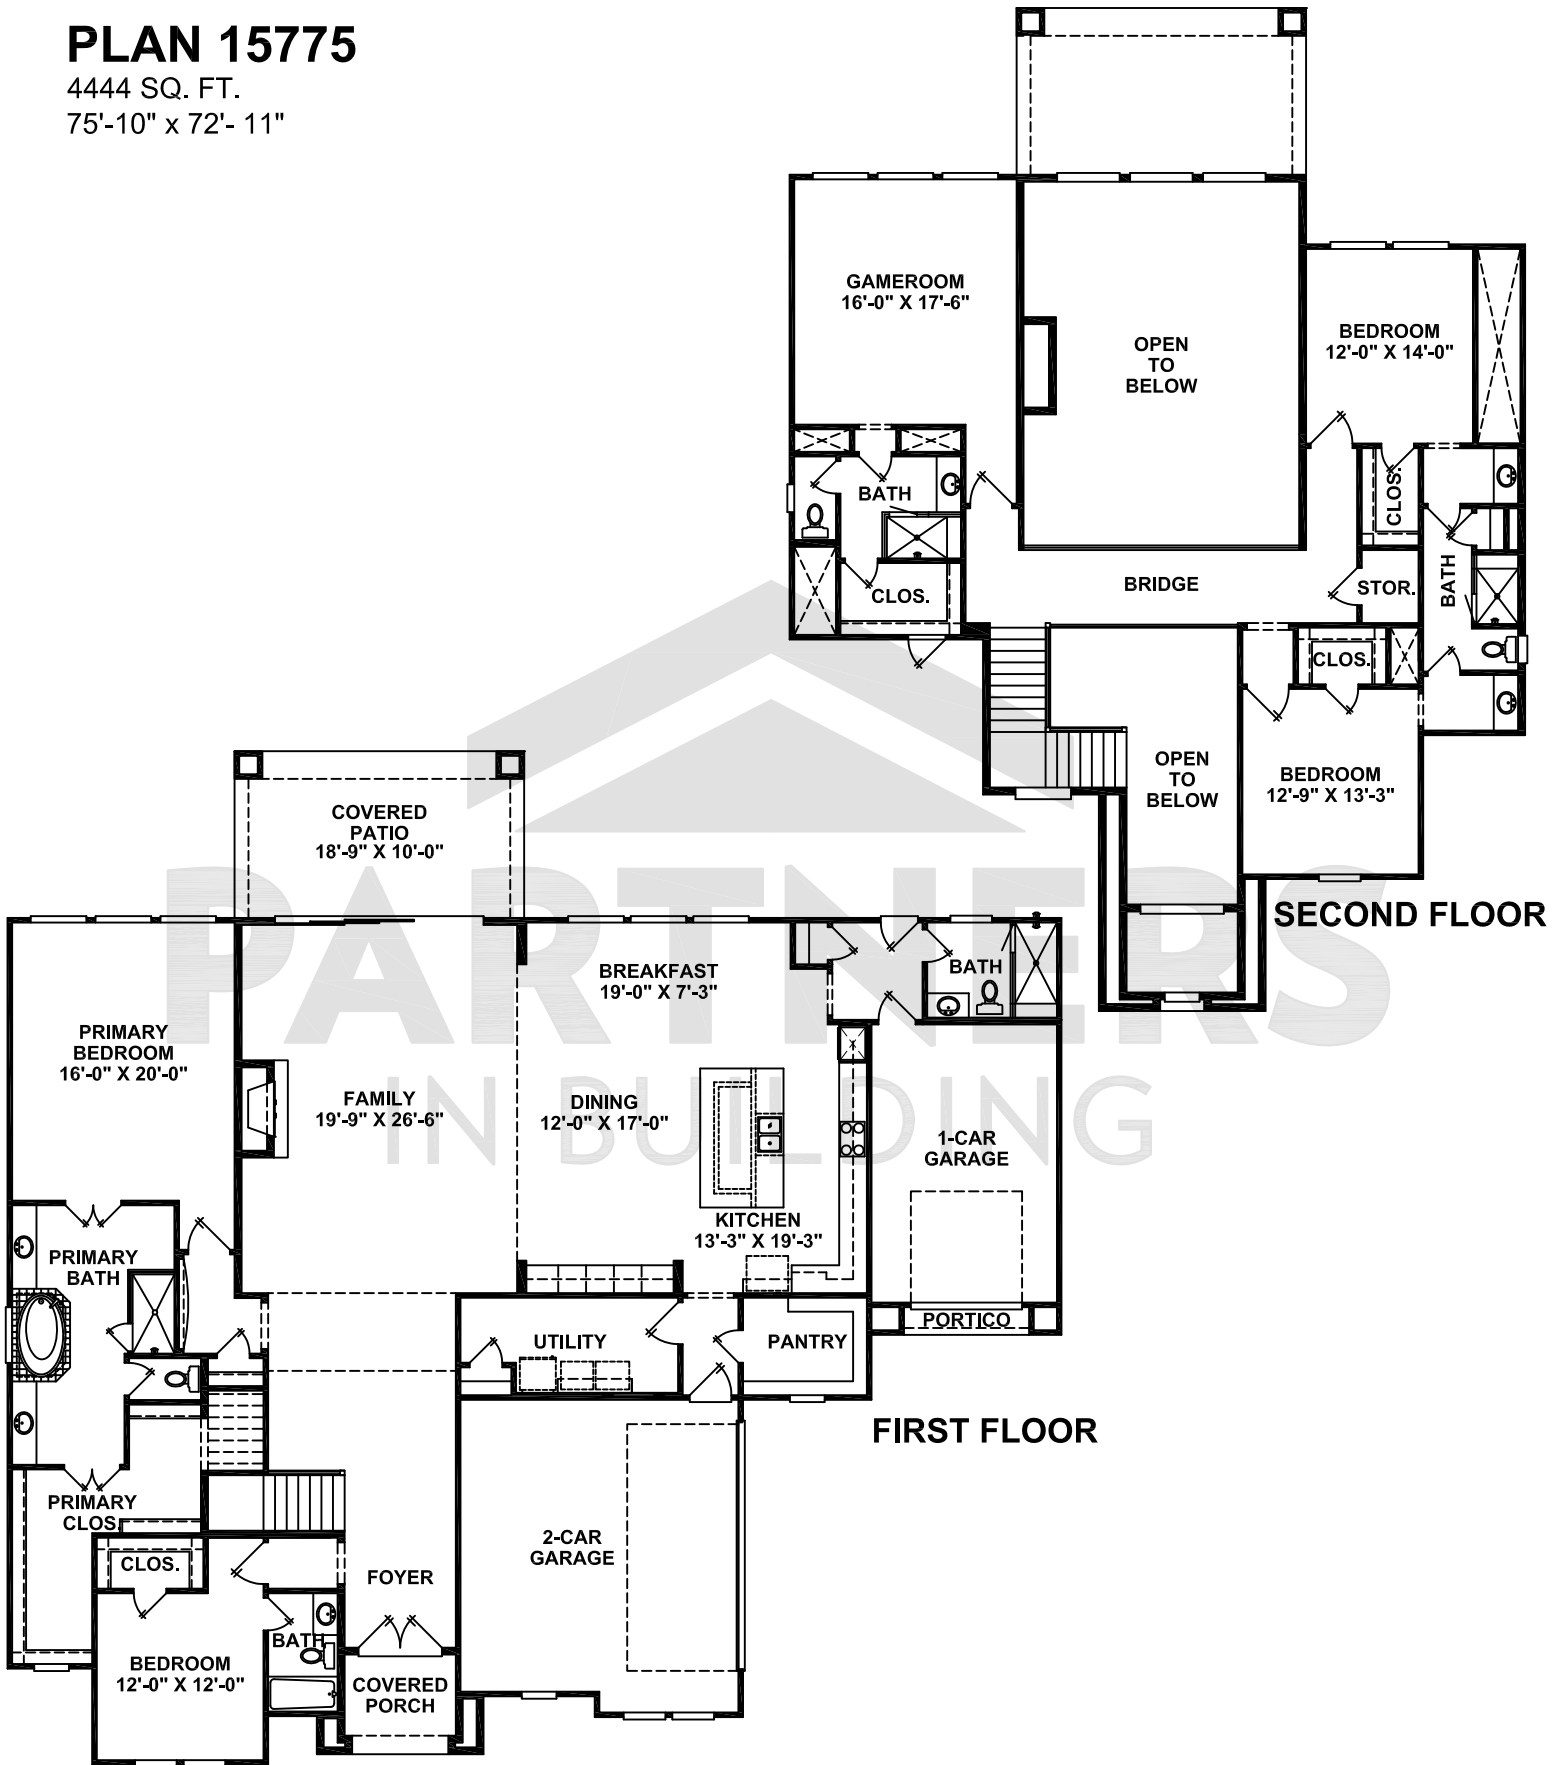 PLAN 15775
4444 SQ. FT.
75'-10" x 72'- 11"
GAMEROOM
16'-0" X 17'-6"
OPEN
TO
BELOW
BEDROOM
12'-0" X 14'-0"
BATH
CLOS.
CLOS.
BATH
BRIDGE
STOR.
CLOS.
OPEN
TO
BELOW
BEDROOM
12'-9" X 13'-3"
SECOND FLOOR
COVERED
PATIO
18'-9" X 10'-0"
PARTNERS
IN BUILDING
PRIMARY
BEDROOM
16'-0" X 20'-0"
FAMILY
19'-9" X 26'-6"
BREAKFAST
19'-0" X 7'-3"
DINING
12'-0" X 17'-0"
KITCHEN
13'-3" X 19'-3"
BATH
1-CAR
GARAGE
PORTICO
PRIMARY
BATH
UTILITY
PANTRY
FIRST FLOOR
PRIMARY
CLOS.
CLOS.
FOYER
2-CAR
GARAGE
BATH
BEDROOM
12'-0" X 12'-0"
COVERED
PORCH